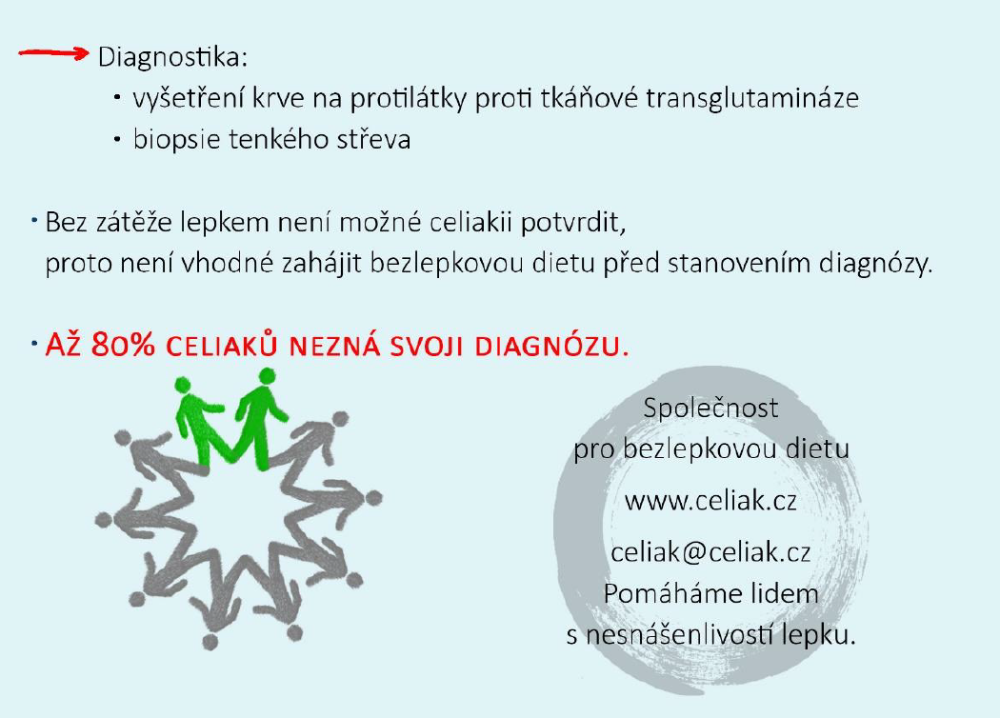 Diagnostika:
• vyšetření krve na protilátky proti tkáňové transglutamináze
• biopsie tenkého střeva
• Bez zátěže lepkem není možné celiakii potvrdit,
proto není vhodné zahájit bezlepkovou dietu před stanovením diagnózy.
• Až 80% celiaků nezná svoji diagnózu.
Společnost
pro bezlepkovou dietu
www.celiak.cz
celiak@celiak.cz
Pomáháme lidem
s nesnášenlivostí lepku.